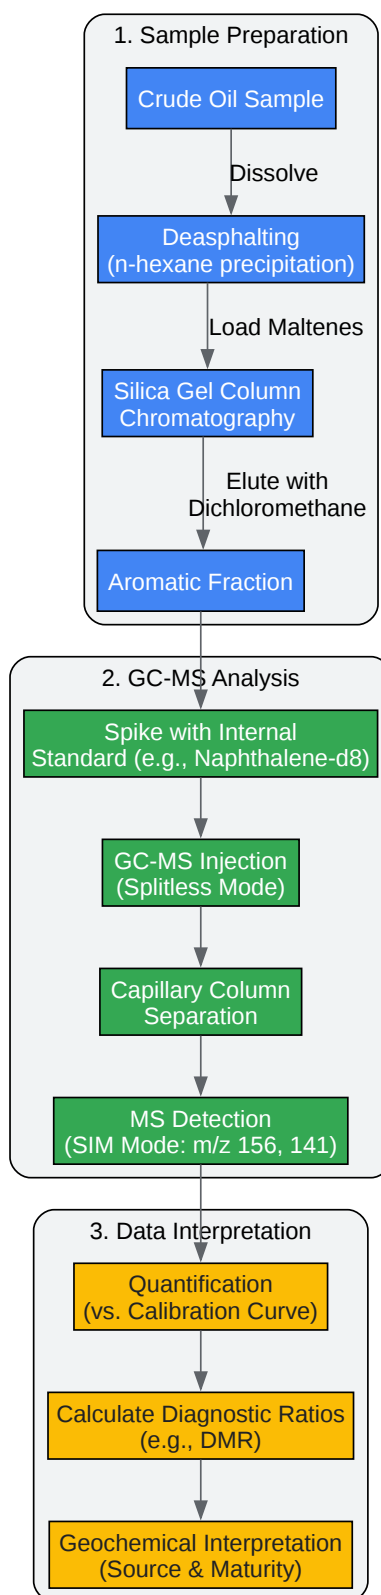 1. Sample Preparation
Crude Oil Sample
Dissolve
Deasphalting
(n-hexane precipitation)
Load Maltenes
Silica Gel Column
Chromatography
Elute with
Dichloromethane
Aromatic Fraction
2. GC-MS Analysis
Spike with Internal
Standard (e.g., Naphthalene-d8)
GC-MS Injection
(Splitless Mode)
Capillary Column
Separation
MS Detection
(SIM Mode: m/z 156, 141)
3. Data Interpretation
Quantification
(vs. Calibration Curve)
Calculate Diagnostic Ratios
(e.g., DMR)
Geochemical Interpretation
(Source & Maturity)